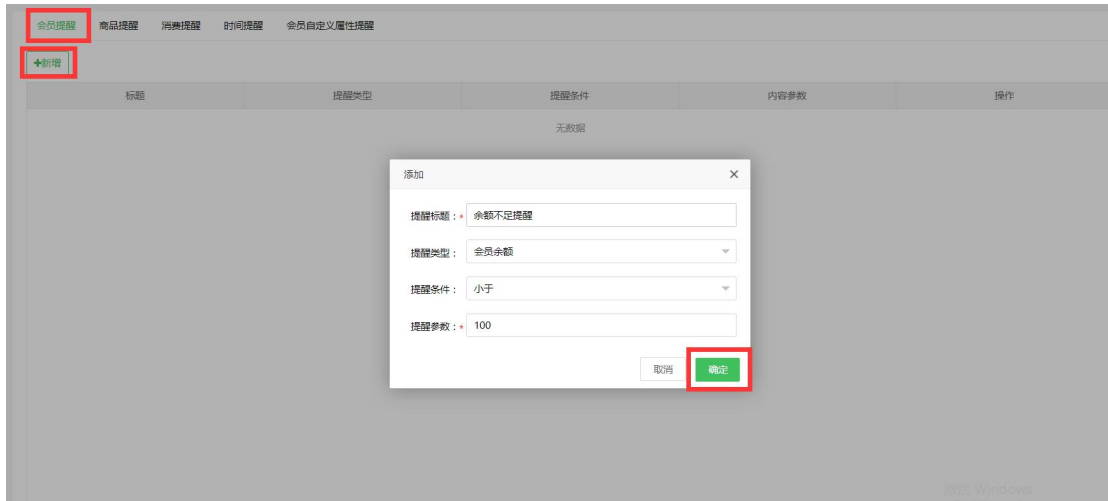 会员提醒 商品提醒 消费提醒 时间提醒 会员自定义属性提醒
+新增
标题 提醒类型 提醒条件 内容参数 操作
无数据
添加 ×
提醒标题：* 余额不足提醒
提醒类型： 会员余额
提醒条件： 小于
提醒参数：* 100
取消 确定
激活 Windows